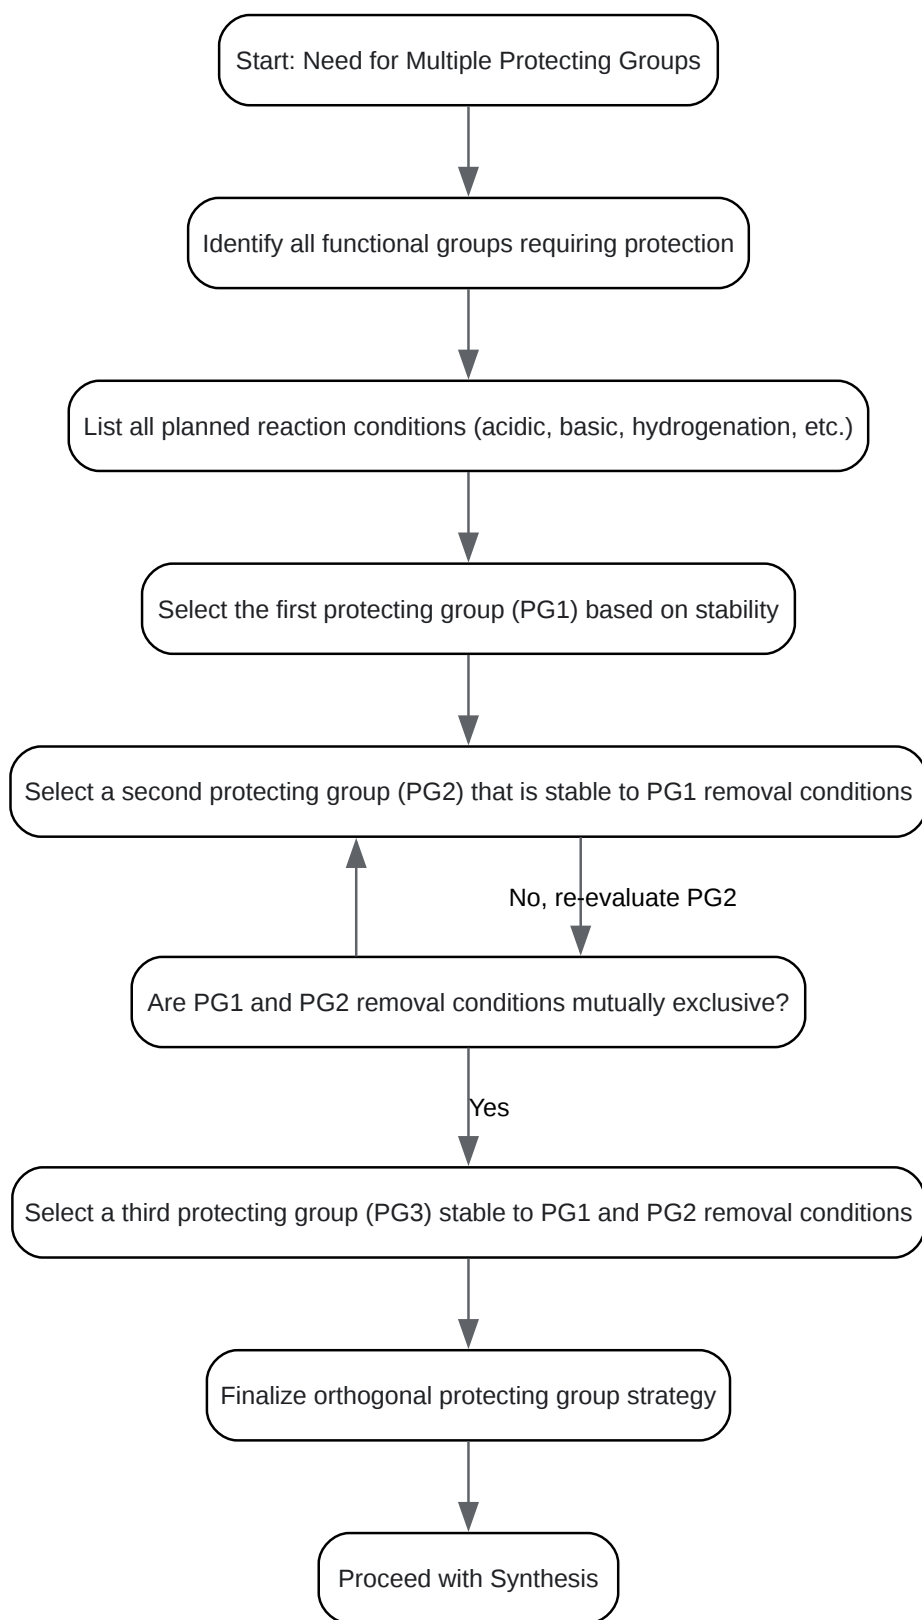 Start: Need for Multiple Protecting Groups
Identify all functional groups requiring protection
List all planned reaction conditions (acidic, basic, hydrogenation, etc.)
Select the first protecting group (PG1) based on stability
Select a second protecting group (PG2) that is stable to PG1 removal conditions
No, re-evaluate PG2
Are PG1 and PG2 removal conditions mutually exclusive?
Yes
Select a third protecting group (PG3) stable to PG1 and PG2 removal conditions
Finalize orthogonal protecting group strategy
Proceed with Synthesis